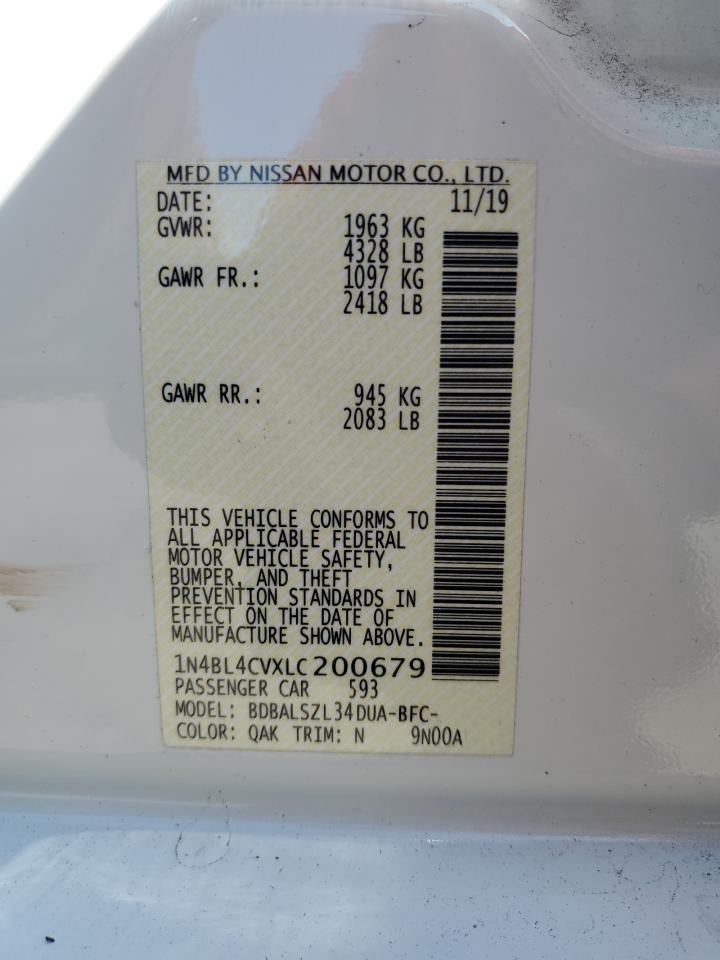 MFD BY NISSAN MOTOR CO., LTD.
DATE: 11/19
GVWR: 1963 KG
4328 LB
GAWR FR.: 1097 KG
2418 LB
GAWR RR.: 945 KG
2083 LB
THIS VEHICLE CONFORMS TO
ALL APPLICABLE FEDERAL
MOTOR VEHICLE SAFETY,
BUMPER, AND THEFT
PREVENTION STANDARDS IN
EFFECT ON THE DATE OF
MANUFACTURE SHOWN ABOVE.
1N4BL4CVXLC200679
PASSENGER CAR 593
MODEL: BDBALSZL34DUA-BFC-
COLOR: QAK TRIM: N 9N00A